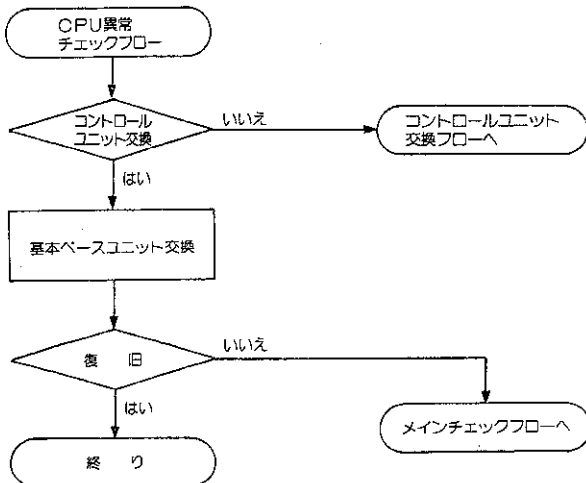 CPU異常
チェックフロー
コントロール
ユニット交換
いいえ
コントロールユニット
交換フローへ
はい
基本ベースユニット交換
いいえ
復 旧
はい
メインチェックフローへ
終 り